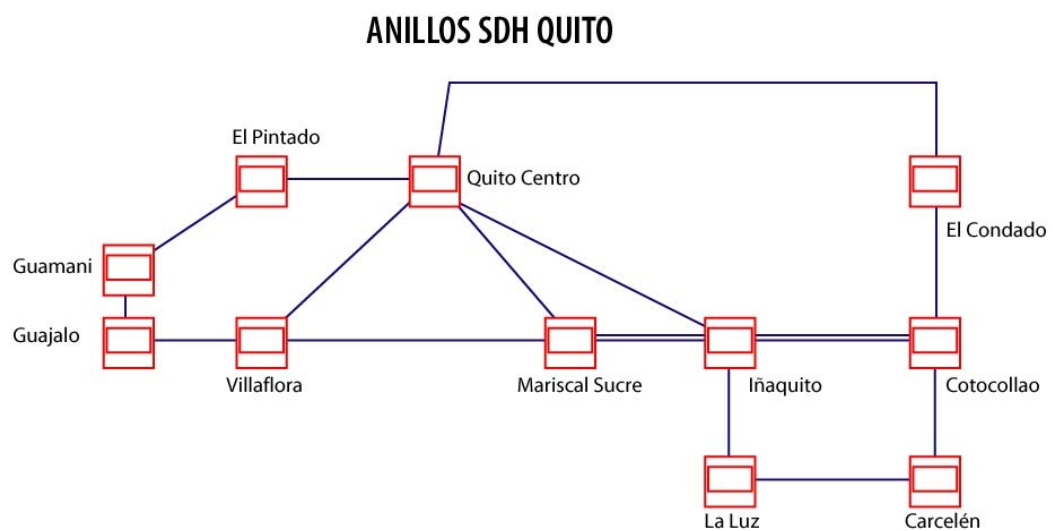 ANILLOS SDH QUITO
El Pintado
Quito Centro
El Condado
Guamani
Guajalo
Villaflora
Mariscal Sucre
Iñaquito
Cotocollao
La Luz
Carcelén